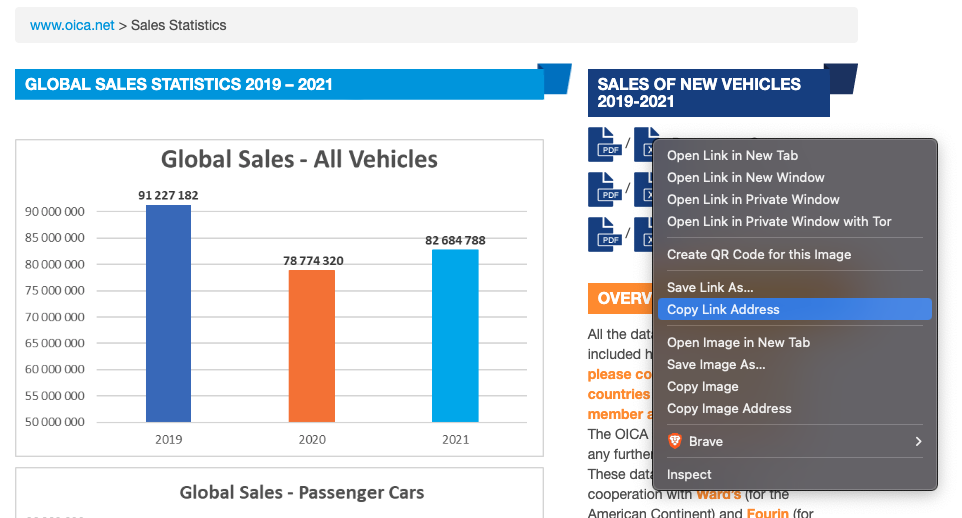 www.oica.net > Sales Statistics
GLOBAL SALES STATISTICS 2019 – 2021
Global Sales - All Vehicles
91 227 182
90 000 000
85 000 000
82 684 788
80 000 000
78 774 320
75 000 000
70 000 000
65 000 000
60 000 000
55 000 000
50 000 000
2019
2020
2021
Global Sales - Passenger Cars
SALES OF NEW VEHICLES
2019-2021
PDF /
PDF /
PDF /
OVERV
All the data
included h
please co
countries
member a
The OICA
any further
These data
cooperation with Ward's (for the
American Continent) and Fourin (for
Open Link in New Tab
Open Link in New Window
Open Link in Private Window
Open Link in Private Window with Tor
Create QR Code for this Image
Save Link As...
Copy Link Address
Open Image in New Tab
Save Image As...
Copy Image
Copy Image Address
Brave
Inspect